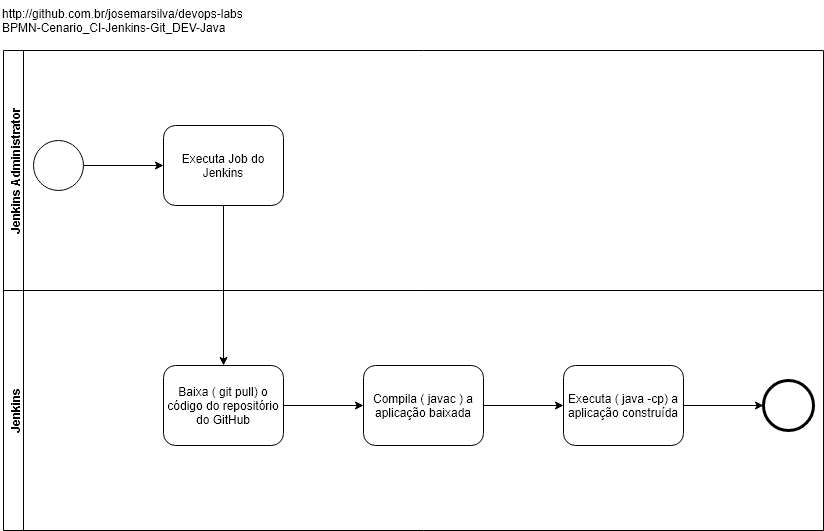 http://github.com.br/josemarsilva/devops-labs
BPMN-Cenario_CI-Jenkins-Git_DEV-Java
Jenkins Administrator
Executa Job do
Jenkins
Jenkins
Baixa ( git pull) o
código do repositório
do GitHub
Compila ( javac ) a
aplicação baixada
Executa ( java -cp) a
aplicação construída